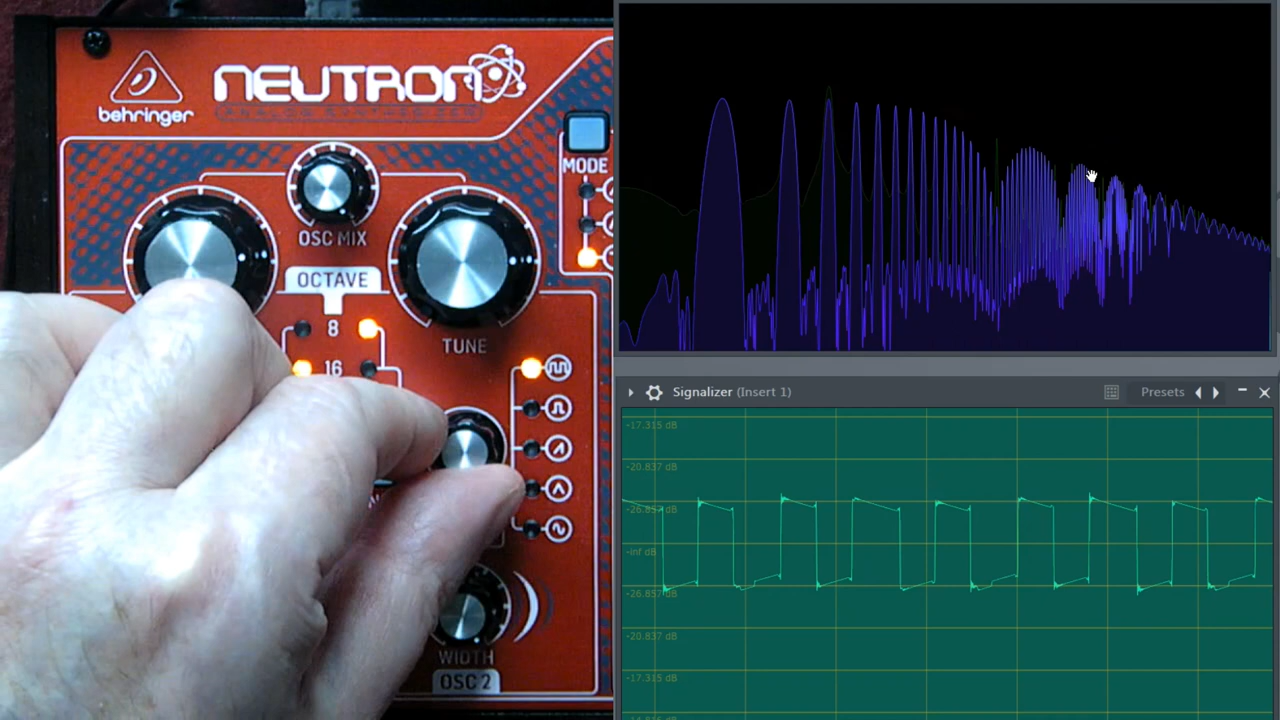 NEUTRON
behringer
MODE
OSC MIX
OCTAVE
8
TUNE
16
WIDTH
OSC 2
Signalizer (Insert 1)
Presets
-17.315 dB
-20.837 dB
-26.857 dB
-inf dB
-26.857 dB
-20.837 dB
-17.315 dB